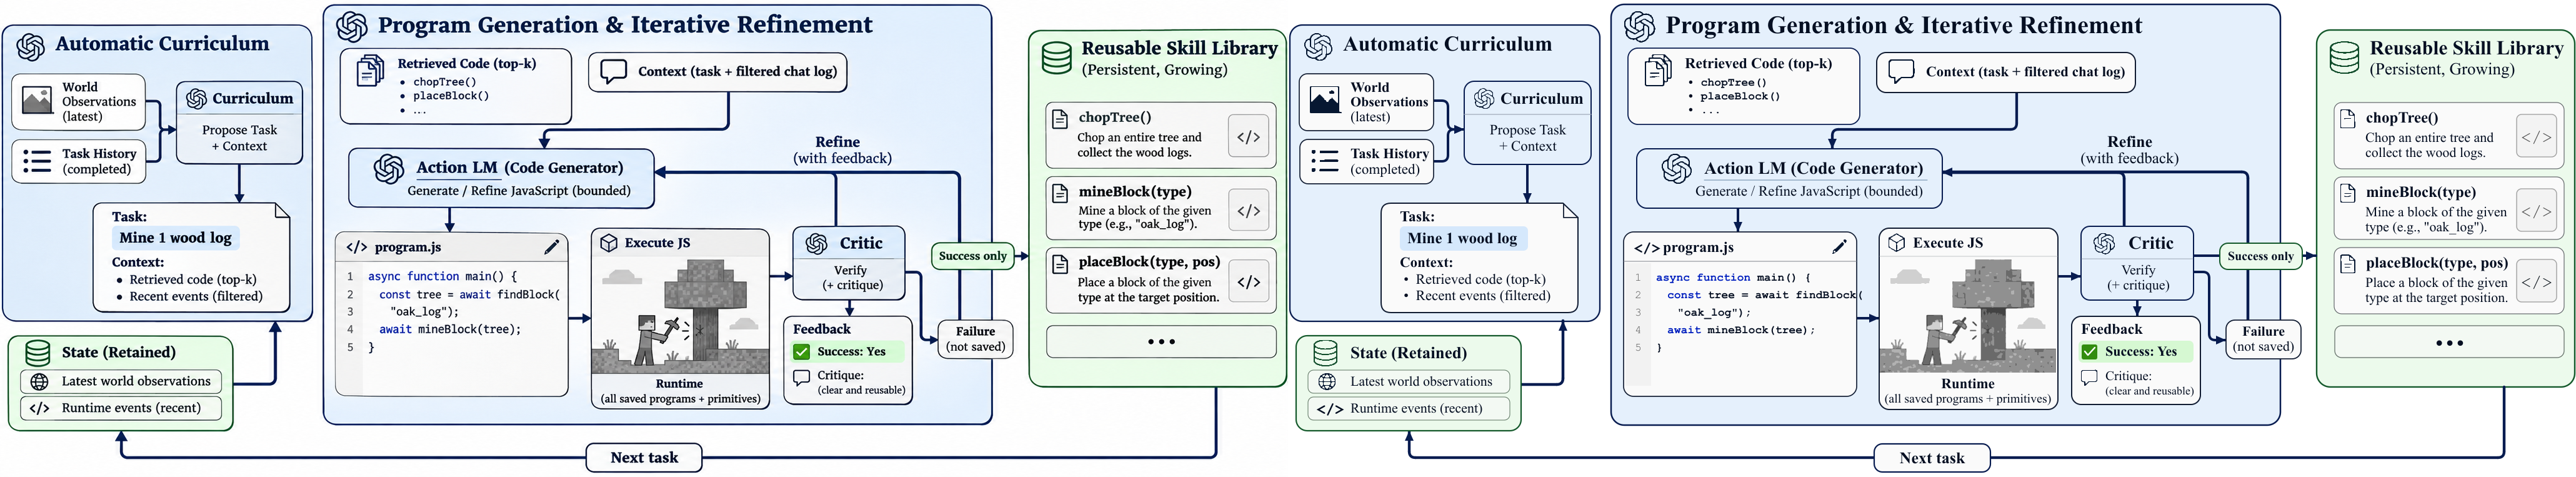 Automatic Curriculum
World
Observations
(latest)
Task History
(completed)
Curriculum
Propose Task
+ Context
Task:
Mine 1 wood log
Context:
• Retrieved code (top-k)
• Recent events (filtered)
State (Retained)
Latest world observations
</> Runtime events (recent)
Program Generation & Iterative Refinement
Retrieved Code (top-k)
• chopTree()
• placeBlock()
• ...
Context (task + filtered chat log)
Refine
(with feedback)
Action LM (Code Generator)
Generate / Refine JavaScript (bounded)
</> program.js
1 async function main() {
2 const tree = await findBlock(
3 "oak_log");
4 await mineBlock(tree);
5 }
Execute JS
Runtime
(all saved programs + primitives)
Critic
Verify
(+ critique)
Feedback
Success: Yes
Critique:
(clear and reusable)
Success only
Failure
(not saved)
Reusable Skill Library
(Persistent, Growing)
chopTree()
Chop an entire tree and
collect the wood logs.
</>
mineBlock(type)
Mine a block of the given
type (e.g., "oak_log").
</>
placeBlock(type, pos)
Place a block of the given
type at the target position.
</>
...
Next task
Automatic Curriculum
World
Observations
(latest)
Task History
(completed)
Curriculum
Propose Task
+ Context
Task:
Mine 1 wood log
Context:
• Retrieved code (top-k)
• Recent events (filtered)
State (Retained)
Latest world observations
</> Runtime events (recent)
Program Generation & Iterative Refinement
Retrieved Code (top-k)
• chopTree()
• placeBlock()
• ...
Context (task + filtered chat log)
Refine
(with feedback)
Action LM (Code Generator)
Generate / Refine JavaScript (bounded)
</> program.js
1 async function main() {
2 const tree = await findBlock(
3 "oak_log");
4 await mineBlock(tree);
5 }
Execute JS
Runtime
(all saved programs + primitives)
Critic
Verify
(+ critique)
Feedback
Success: Yes
Critique:
(clear and reusable)
Success only
Failure
(not saved)
Reusable Skill Library
(Persistent, Growing)
chopTree()
Chop an entire tree and
collect the wood logs.
</>
mineBlock(type)
Mine a block of the given
type (e.g., "oak_log").
</>
placeBlock(type, pos)
Place a block of the given
type at the target position.
</>
...
Next task